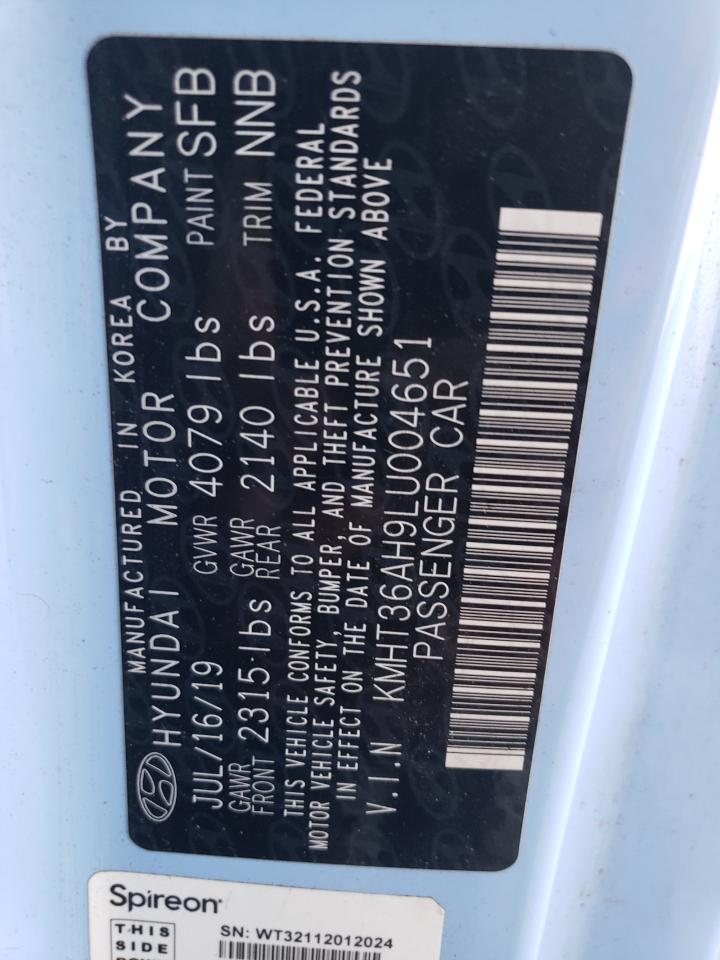 MANUFACTURED IN KOREA BY
HYUNDAI MOTOR COMPANY
JUL/16/19 GVWR 4079 lbs PAINT SFB
GAWR FRONT 2315 lbs GAWR REAR 2140 lbs TRIM NNB
THIS VEHICLE CONFORMS TO ALL APPLICABLE U.S.A. FEDERAL
MOTOR VEHICLE SAFETY, BUMPER, AND THEFT PREVENTION STANDARDS
IN EFFECT ON THE DATE OF MANUFACTURE SHOWN ABOVE
V.I.N KMHT36AH9LU004651
PASSENGER CAR
Spireon
THIS
SIDE
SN: WT32112012024